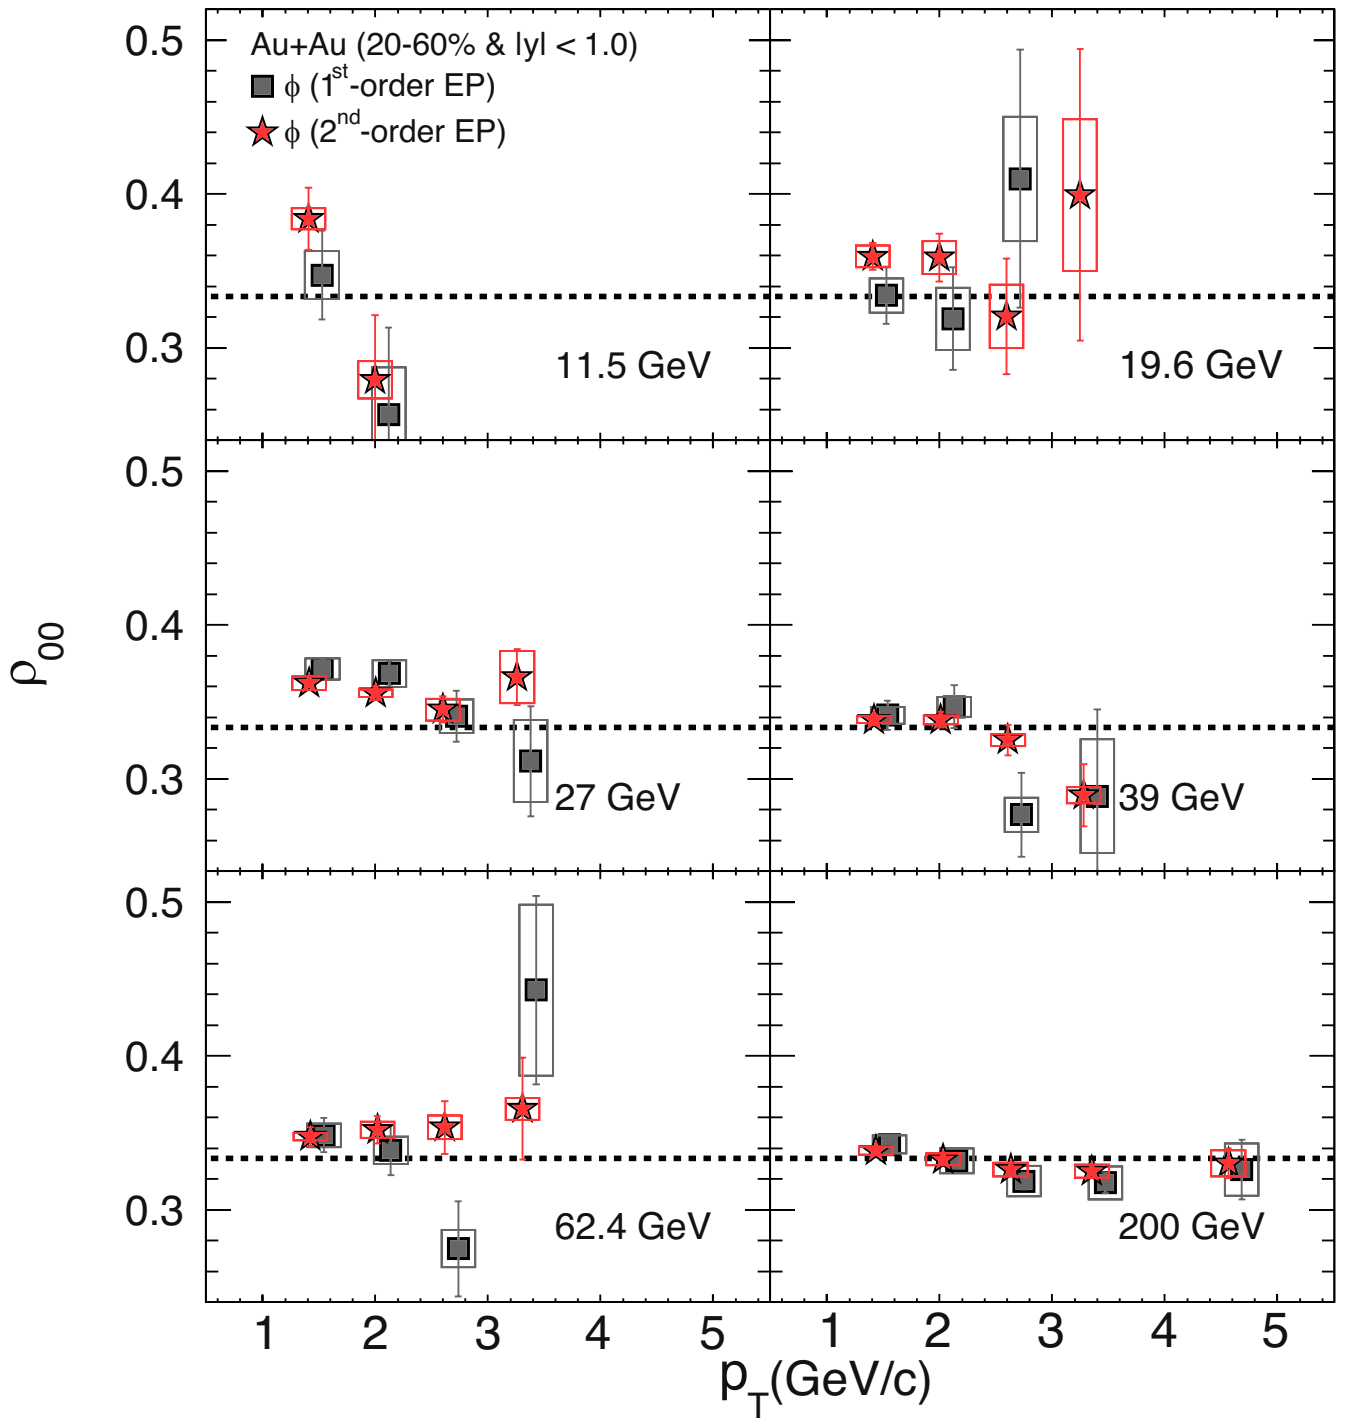 Au+Au (20-60% & |y| < 1.0)
ϕ (1st-order EP)
ϕ (2nd-order EP)
0.5
0.4
0.3
11.5 GeV
19.6 GeV
0.5
0.4
0.3
27 GeV
39 GeV
0.5
0.4
0.3
62.4 GeV
200 GeV
ρ00
1 2 3 4 5
1 2 3 4 5
pT(GeV/c)